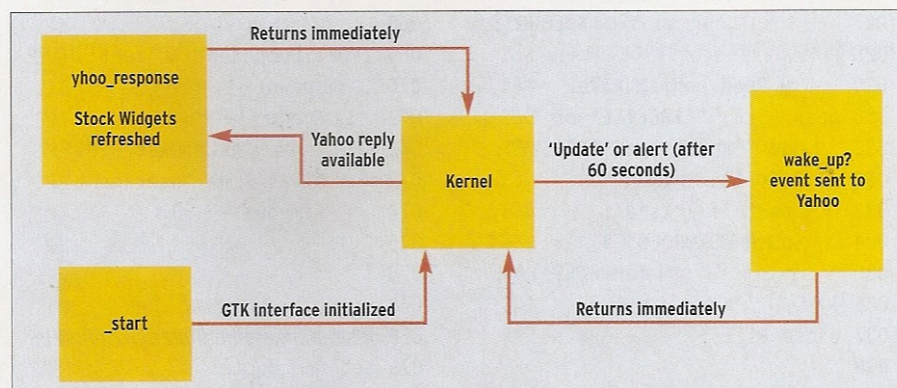 Returns immediately
yhoo_response
Stock Widgets
refreshed
Yahoo reply
available
Kernel
'Update' or alert (after
60 seconds)
wake_up?
event sent to
Yahoo
_start
GTK interface initialized
Returns immediately